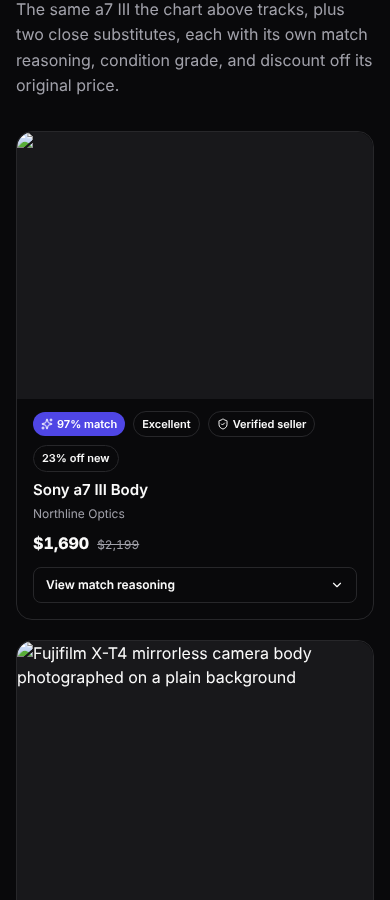 The same a7 III the chart above tracks, plus
two close substitutes, each with its own match
reasoning, condition grade, and discount off its
original price.
97% match
Excellent
Verified seller
23% off new
Sony a7 III Body
Northline Optics
$1,690 $2,199
View match reasoning
Fujifilm X-T4 mirrorless camera body
photographed on a plain background